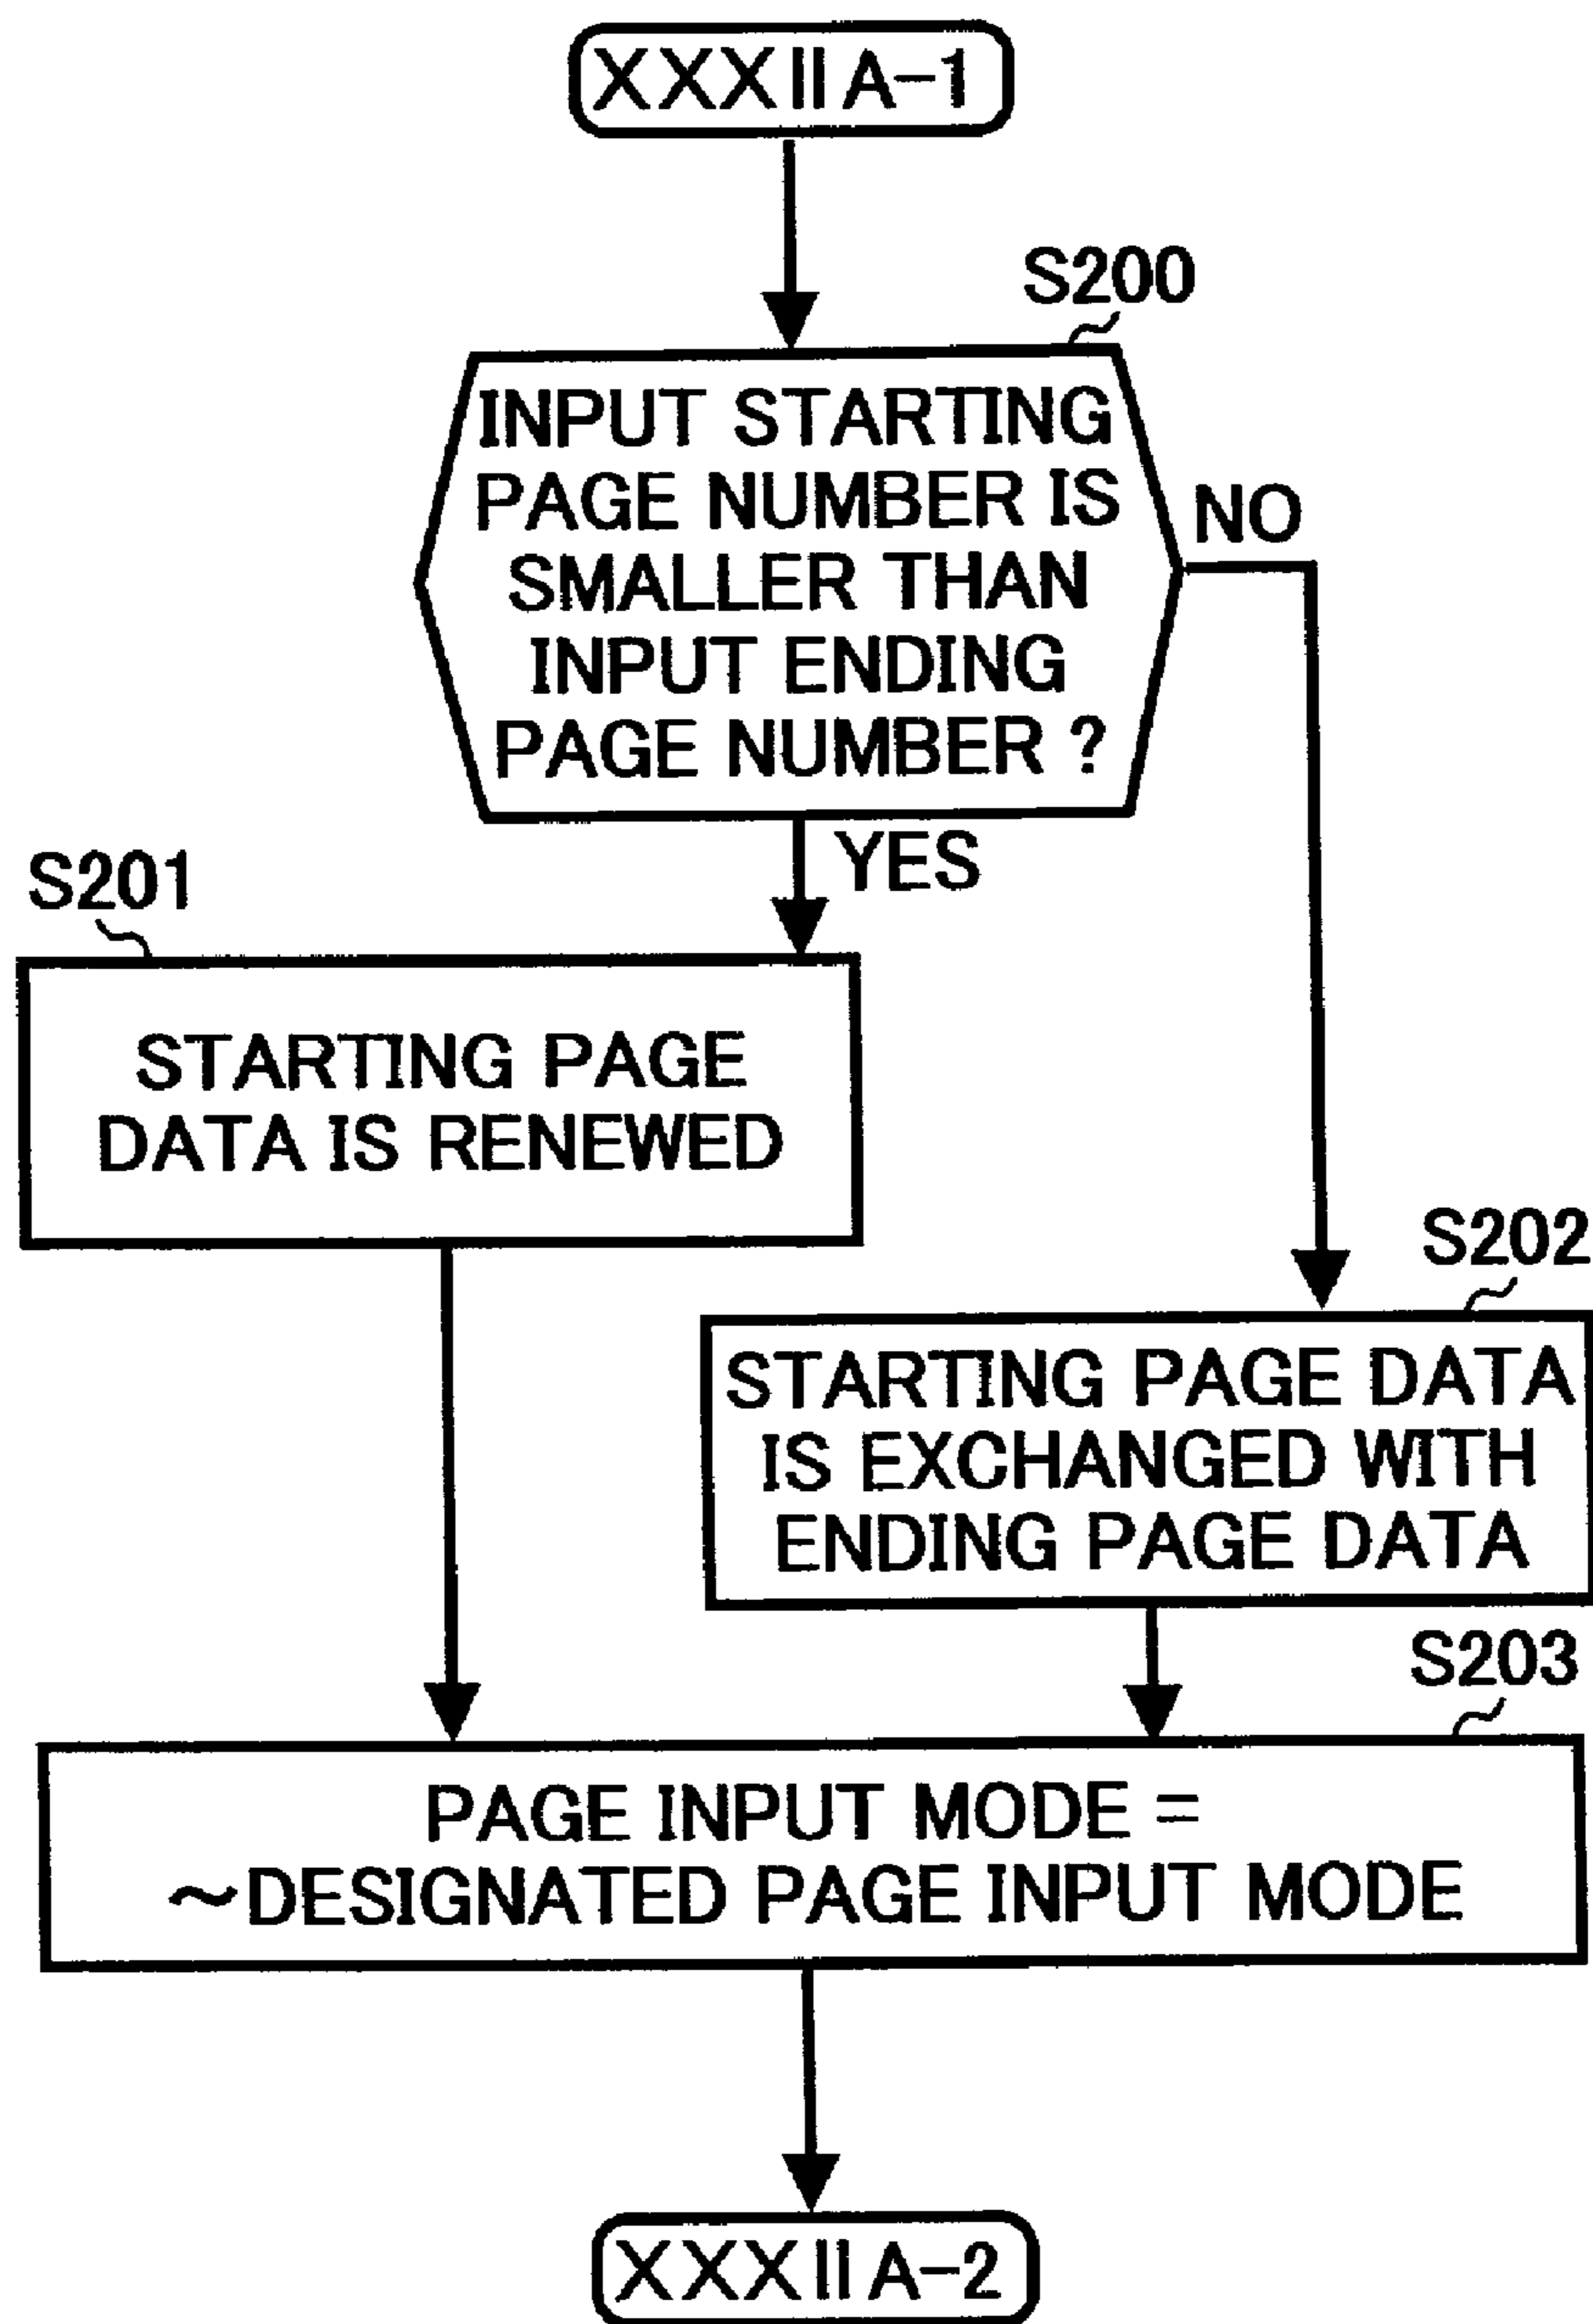 XXXIIA-1
S200
INPUT STARTING
PAGE NUMBER IS
SMALLER THAN
INPUT ENDING
PAGE NUMBER ?
NO
YES
S201
STARTING PAGE
DATA IS RENEWED
S202
STARTING PAGE DATA
IS EXCHANGED WITH
ENDING PAGE DATA
S203
PAGE INPUT MODE =
~DESIGNATED PAGE INPUT MODE
XXXIIA-2